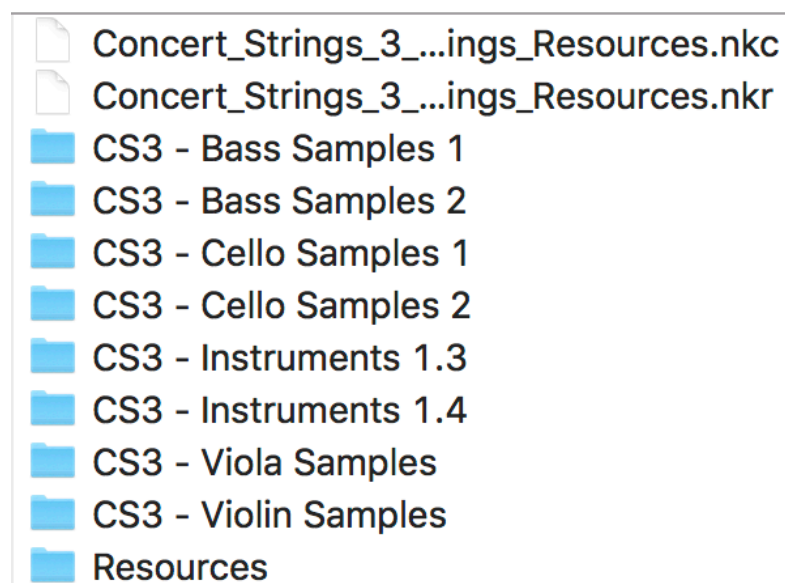 Concert_Strings_3_...ings_Resources.nkc
Concert_Strings_3_...ings_Resources.nkr
CS3 - Bass Samples 1
CS3 - Bass Samples 2
CS3 - Cello Samples 1
CS3 - Cello Samples 2
CS3 - Instruments 1.3
CS3 - Instruments 1.4
CS3 - Viola Samples
CS3 - Violin Samples
Resources